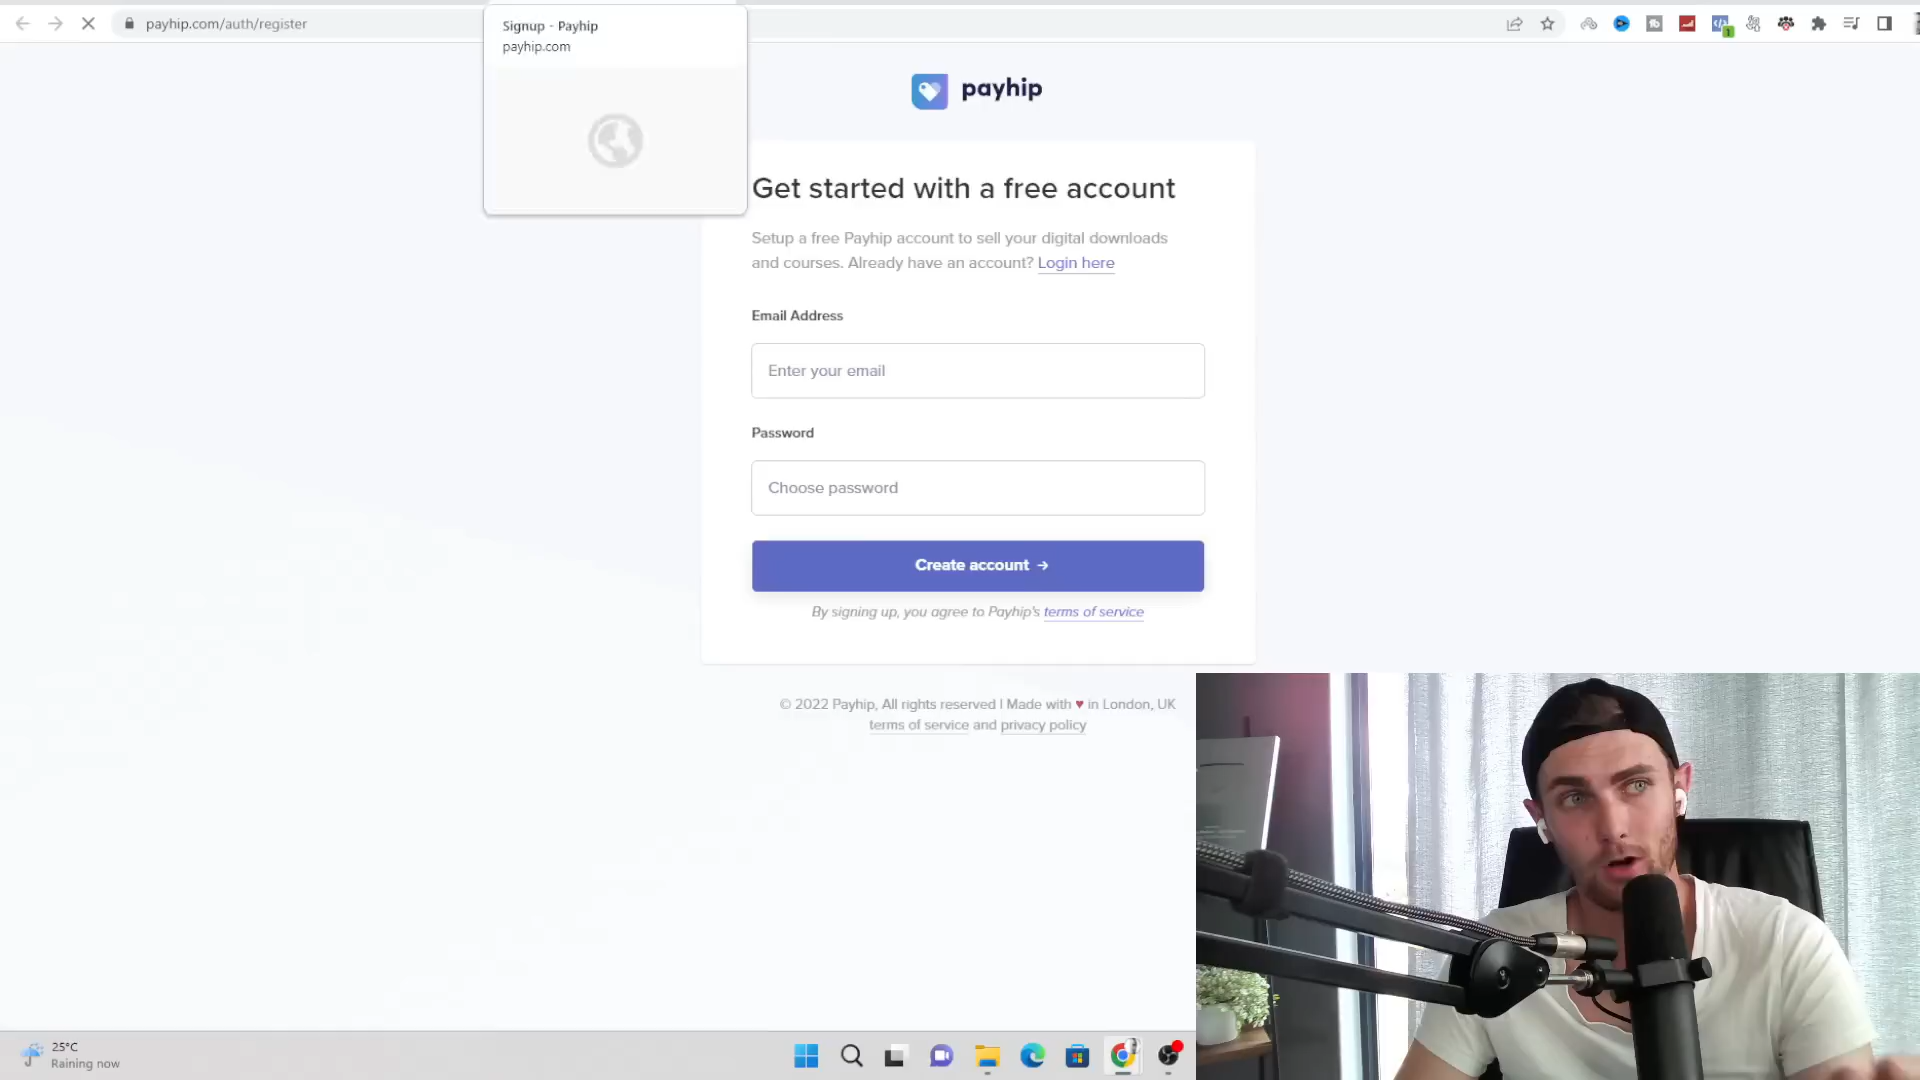 payhip.com/auth/register
Signup - Payhip
payhip.com
1
payhip
Get started with a free account
Setup a free Payhip account to sell your digital downloads
and courses. Already have an account? Login here
Email Address
Enter your email
Password
Choose password
Create account →
By signing up, you agree to Payhip's terms of service
© 2022 Payhip, All rights reserved | Made with ♥ in London, UK
terms of service and privacy policy
25°C
Raining now